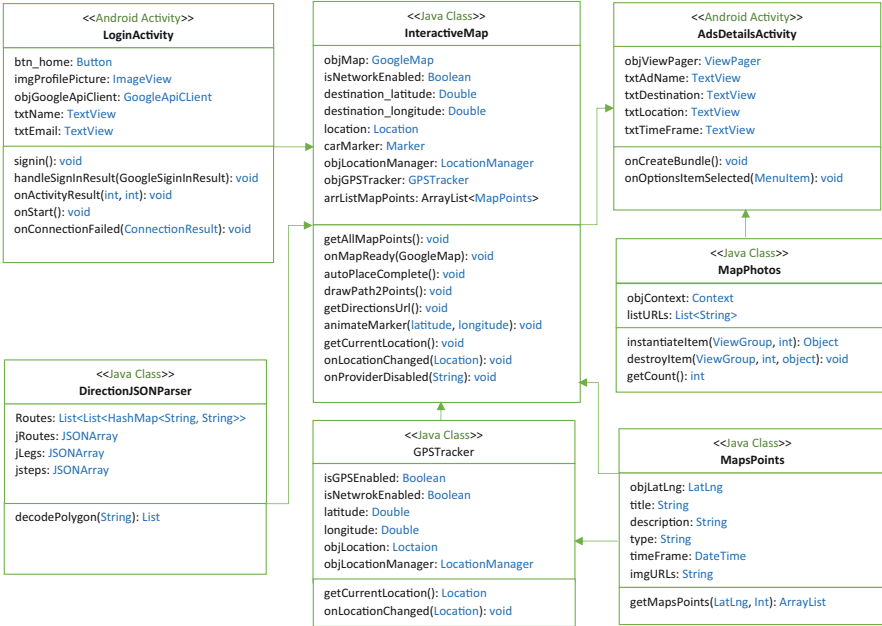 <<Android Activity>>
LoginActivity
btn_home: Button
imgProfilePicture: ImageView
objGoogleApiClient: GoogleApiCLient
txtName: TextView
txtEmail: TextView
signin(): void
handleSignInResult(GoogleSiginInResult): void
onActivityResult(int, int): void
onStart(): void
onConnectionFailed(ConnectionResult): void
<<Java Class>>
InteractiveMap
objMap: GoogleMap
isNetworkEnabled: Boolean
destination_latitude: Double
destination_longitude: Double
location: Location
carMarker: Marker
objLocationManager: LocationManager
objGPSTracker: GPSTracker
arrListMapPoints: ArrayList<MapPoints>
getAllMapPoints(): void
onMapReady(GoogleMap): void
autoPlaceComplete(): void
drawPath2Points(): void
getDirectionsUrl(): void
animateMarker(latitude, longitude): void
getCurrentLocation(): void
onLocationChanged(Location): void
onProviderDisabled(String): void
<<Android Activity>>
AdsDetailsActivity
objViewPager: ViewPager
txtAdName: TextView
txtDestination: TextView
txtLocation: TextView
txtTimeFrame: TextView
onCreateBundle(): void
onOptionsItemSelected(MenuItem): void
<<Java Class>>
MapPhotos
objContext: Context
listURLs: List<String>
instantiateItem(ViewGroup, int): Object
destroyItem(ViewGroup, int, object): void
getCount(): int
<<Java Class>>
DirectionJSONParser
Routes: List<List<HashMap<String, String>>
jRoutes: JSONArray
jLegs: JSONArray
jsteps: JSONArray
decodePolygon(String): List
<<Java Class>>
GPSTracker
isGPSEnabled: Boolean
isNetwrokEnabled: Boolean
latitude: Double
longitude: Double
objLocation: Loctaion
objLocationManager: LocationManager
getCurrentLocation(): Location
onLocationChanged(Location): void
<<Java Class>>
MapsPoints
objLatLng: LatLng
title: String
description: String
type: String
timeFrame: DateTime
imgURLs: String
getMapsPoints(LatLng, Int): ArrayList